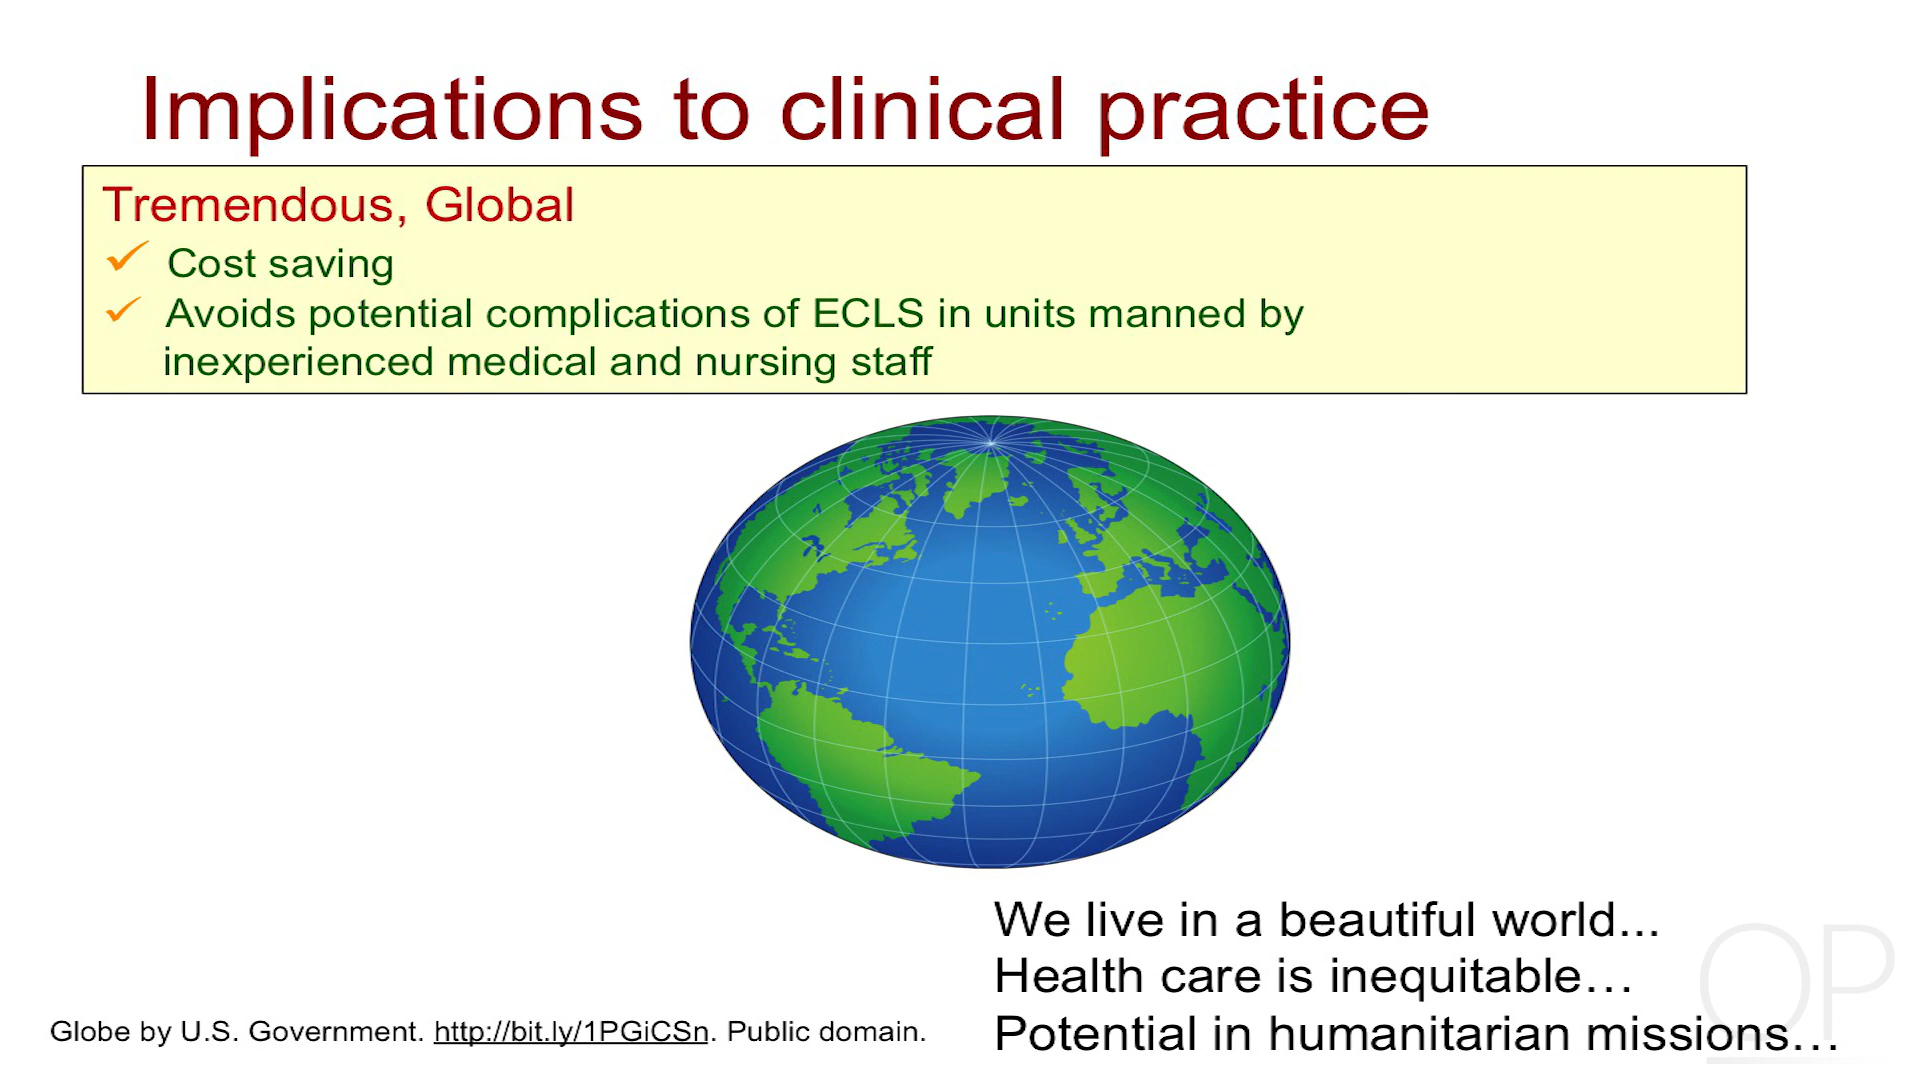 Implications to clinical practice
Tremendous, Global
✓ Cost saving
✓ Avoids potential complications of ECLS in units manned by
inexperienced medical and nursing staff
We live in a beautiful world...
Health care is inequitable…
Potential in humanitarian missions…
Globe by U.S. Government. http://bit.ly/1PGiCSn. Public domain.
OP